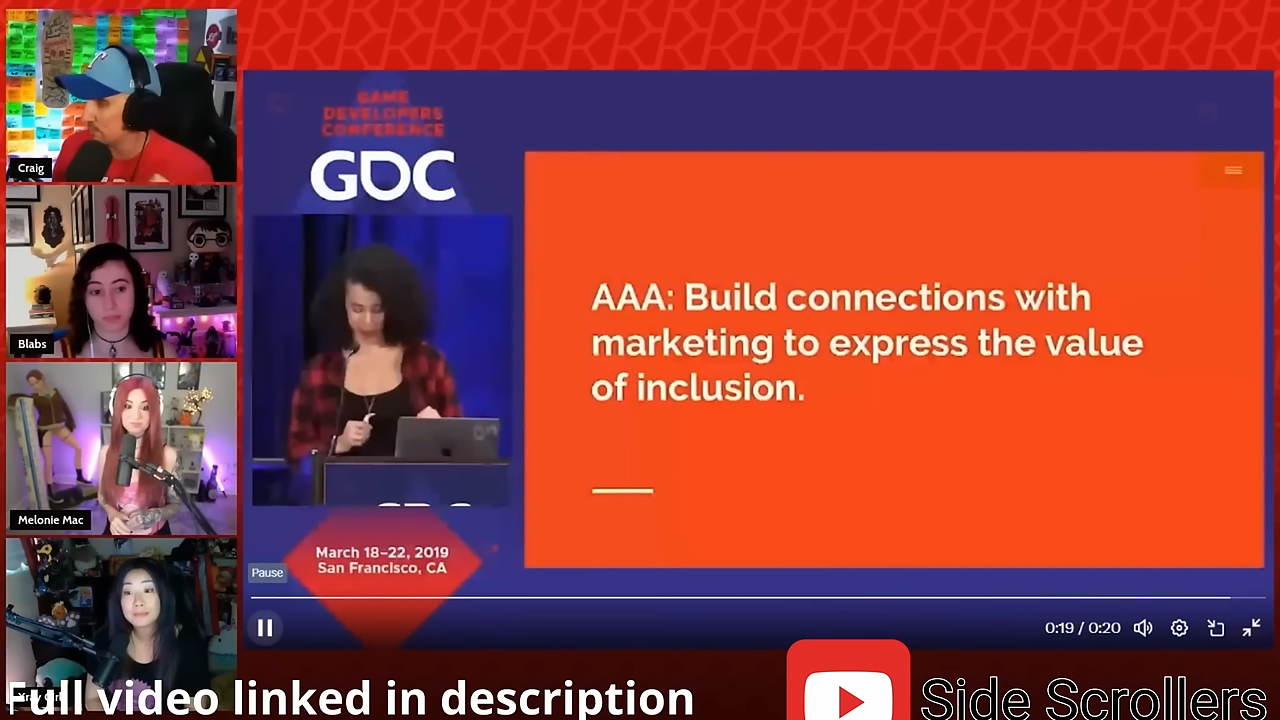 Craig
Blabs
Melonie Mac
GAME
DEVELOPERS
CONFERENCE
GDC
AAA: Build connections with
marketing to express the value
of inclusion.
March 18–22, 2019
San Francisco, CA
Pause
0:19 / 0:20
Full video linked in description
Side Scrollers